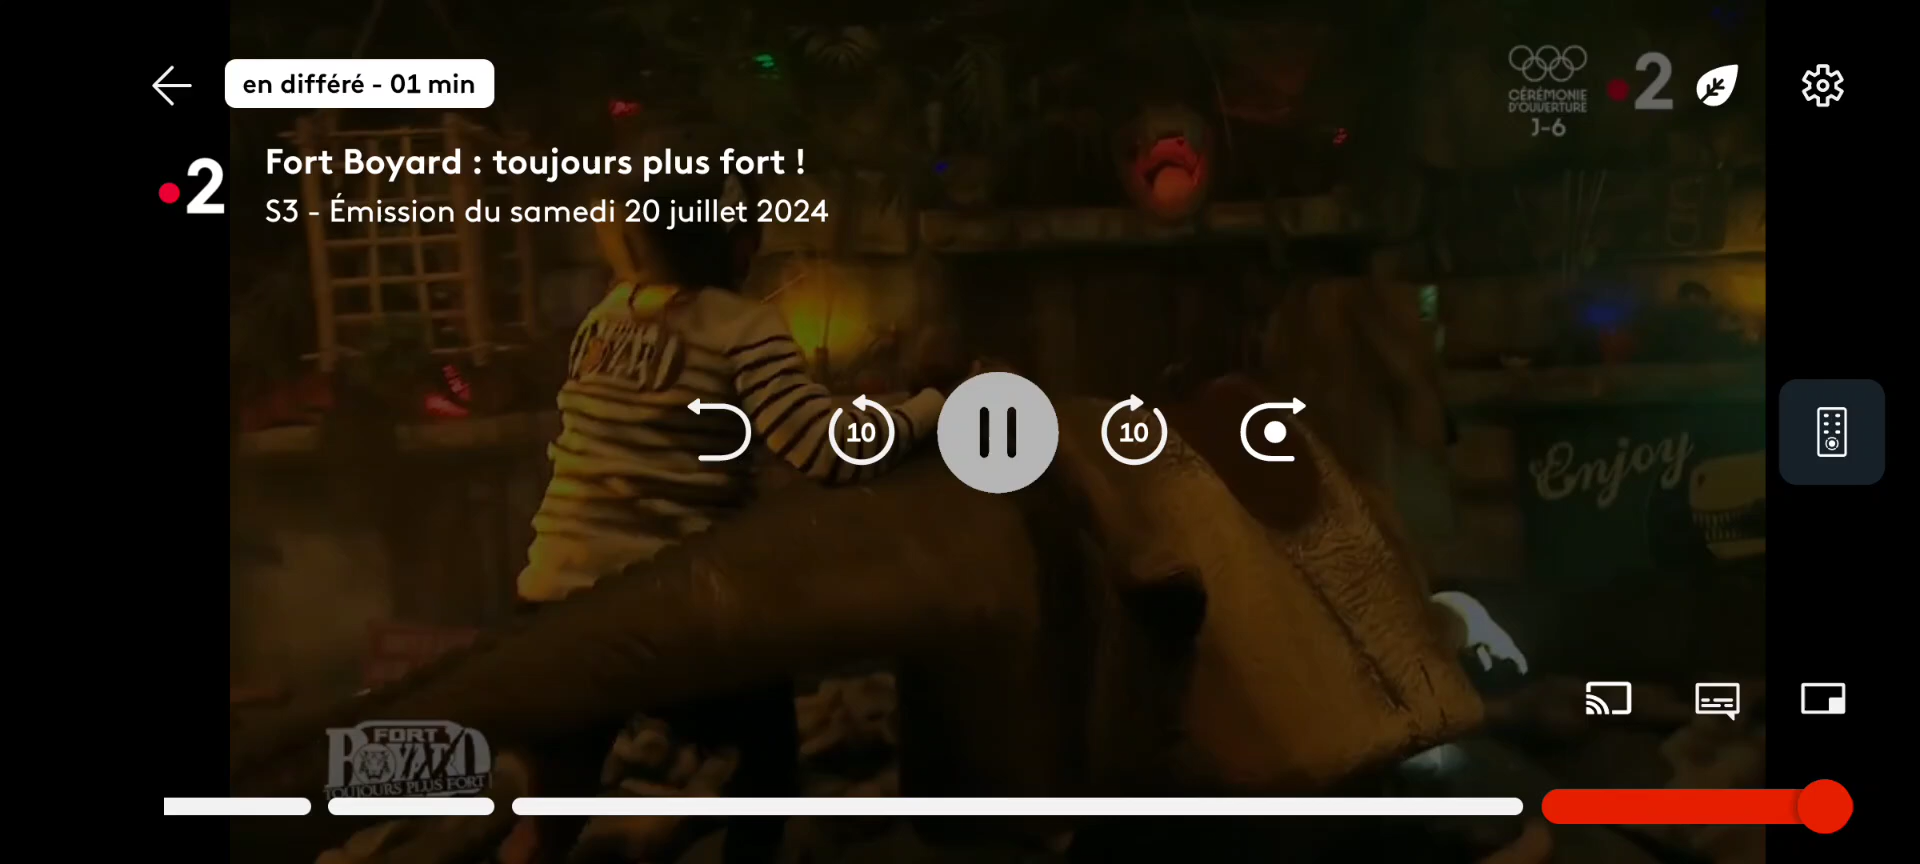 en différé - 01 min
CÉRÉMONIE
D'OUVERTURE
J-6
2
2
Fort Boyard : toujours plus fort !
S3 - Émission du samedi 20 juillet 2024
BOYARD
10
10
Enjoy
FORT
BOYARD
TOUJOURS PLUS FORT